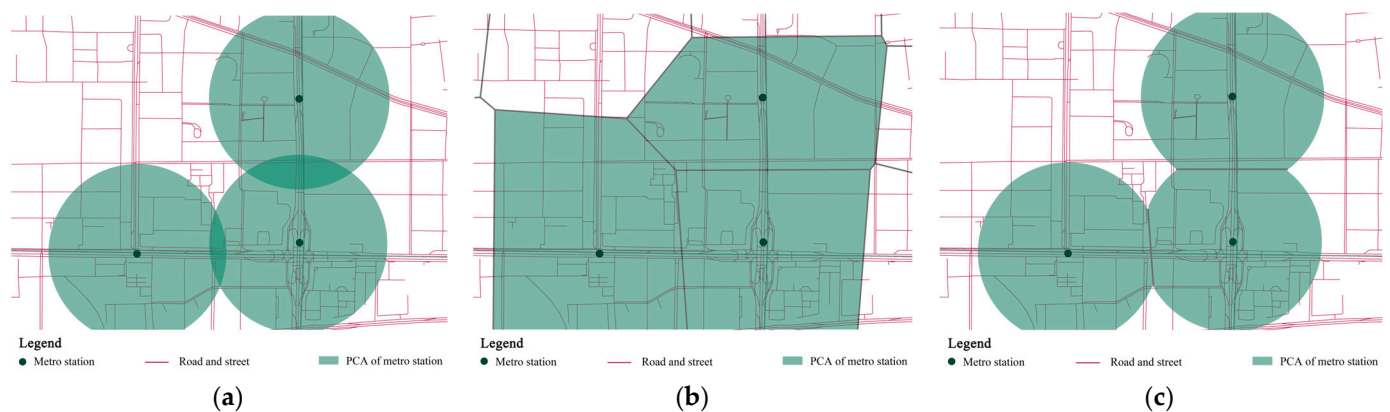 Legend
Metro station Road and street PCA of metro station
(a)
Legend
Metro station Road and street PCA of metro station
(b)
Legend
Metro station Road and street PCA of metro station
(c)